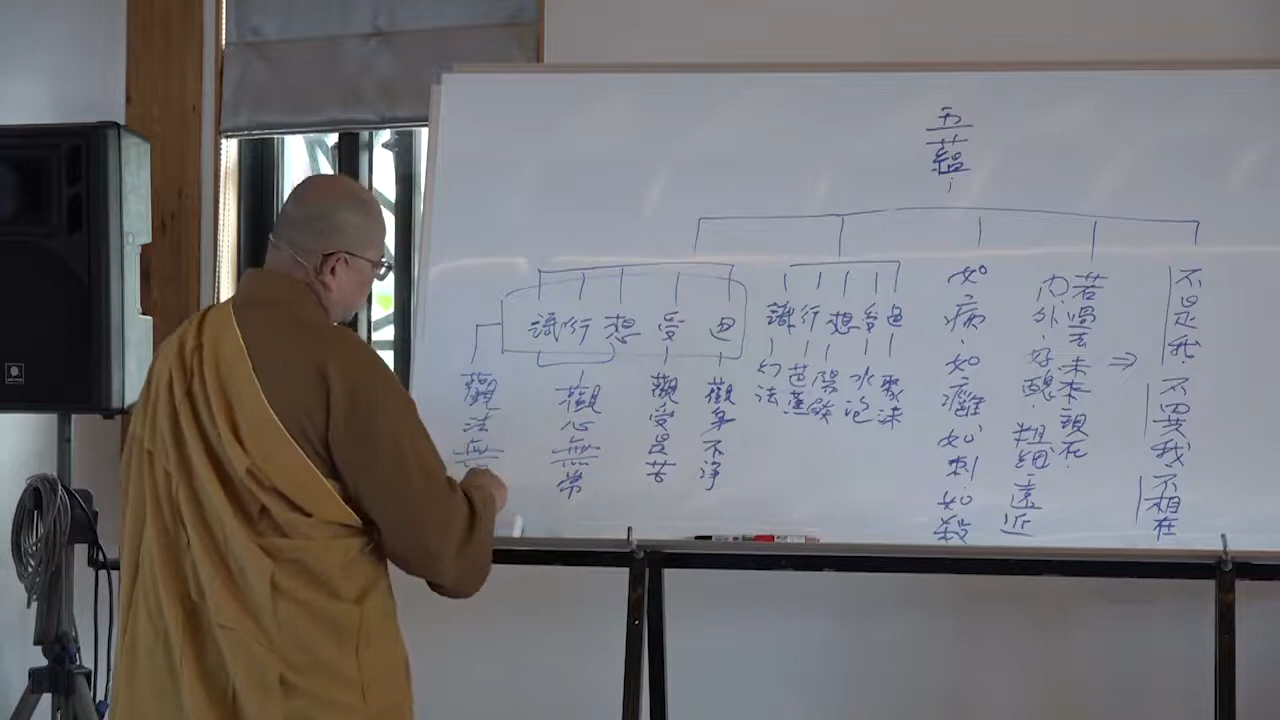 五蘊
不是我、不異我、不相在
若過去未來現在.
內外.好醜.粗細.遠近
如病.如癰如刺如殺
色
受
想
行
識
聚沫
水泡
陽燄
芭蕉
幻法
色
受
想
行
識
觀身不淨
觀受是苦
觀心無常
觀法無